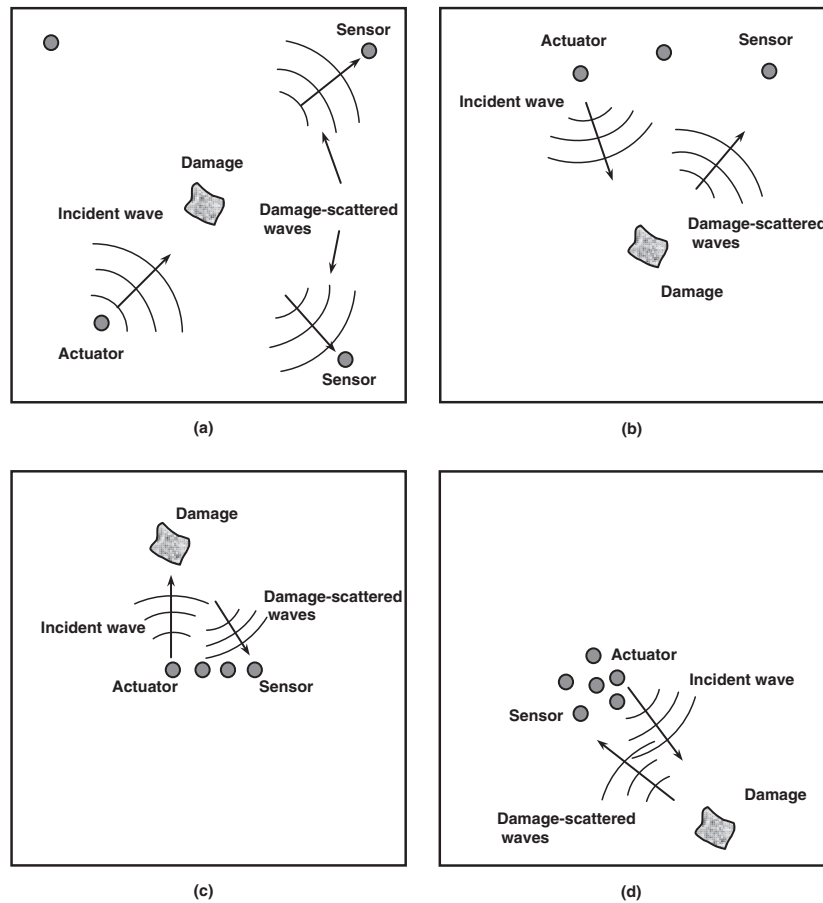 Sensor
Damage
Incident wave
Damage-scattered
waves
Actuator
Sensor
(a)
Actuator
Sensor
Incident wave
Damage-scattered
waves
Damage
(b)
Damage
Damage-scattered
waves
Incident wave
Actuator
Sensor
(c)
Actuator
Incident wave
Sensor
Damage
Damage-scattered
waves
(d)